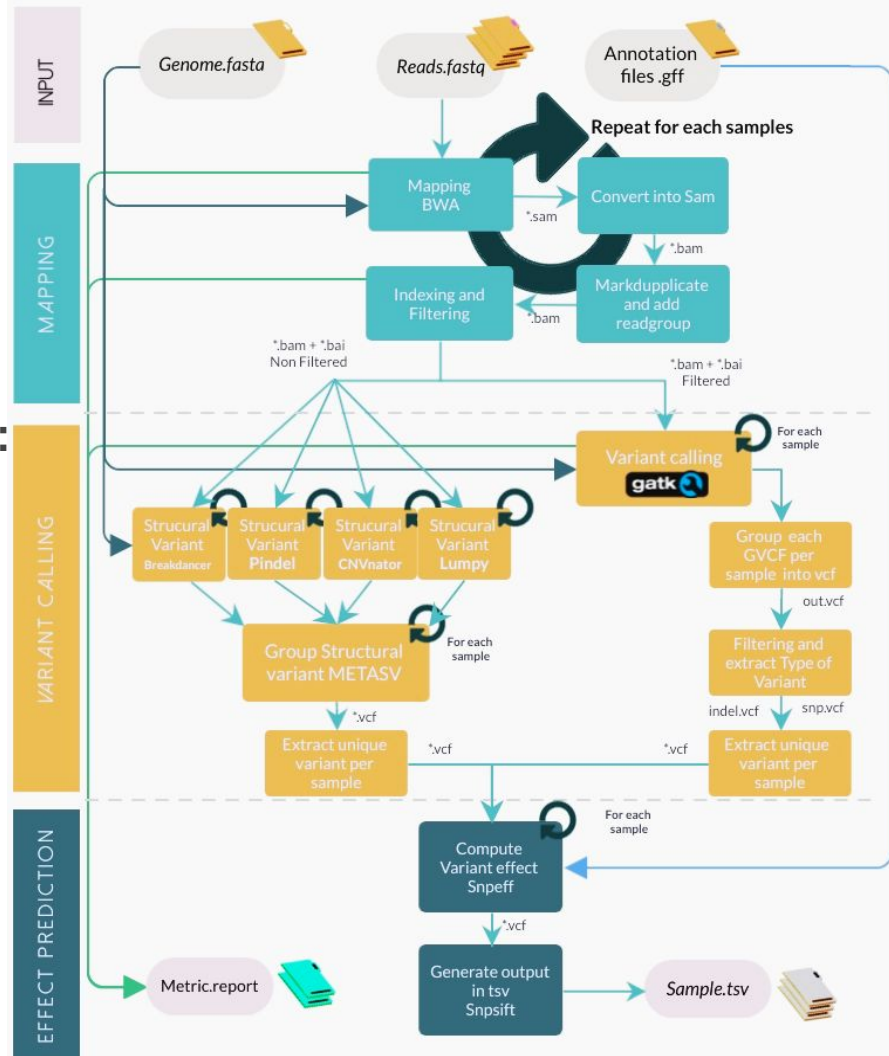 INPUT
Genome.fasta
Reads.fastq
Annotation
files .gff
Repeat for each samples
MAPPING
Mapping
BWA
*.sam
Convert into Sam
*.bam
Markdupplicate
and add
readgroup
*.bam
Indexing and
Filtering
*.bam + *.bai
Non Filtered
*.bam + *.bai
Filtered
:
VARIANT CALLING
Variant calling
gatk
For each
sample
Strucural
Variant
Breakdancer
Strucural
Variant
Pindel
Strucural
Variant
CNVnator
Strucural
Variant
Lumpy
Group each
GVCF per
sample into vcf
out.vcf
Group Structural
variant METASV
For each
sample
Filtering and
extract Type of
Variant
indel.vcf
snp.vcf
*.vcf
Extract unique
variant per
sample
*.vcf
*.vcf
Extract unique
variant per
sample
EFFECT PREDICTION
Compute
Variant effect
Snpeff
For each
sample
*.vcf
Metric.report
Generate output
in tsv
Snpsift
Sample.tsv